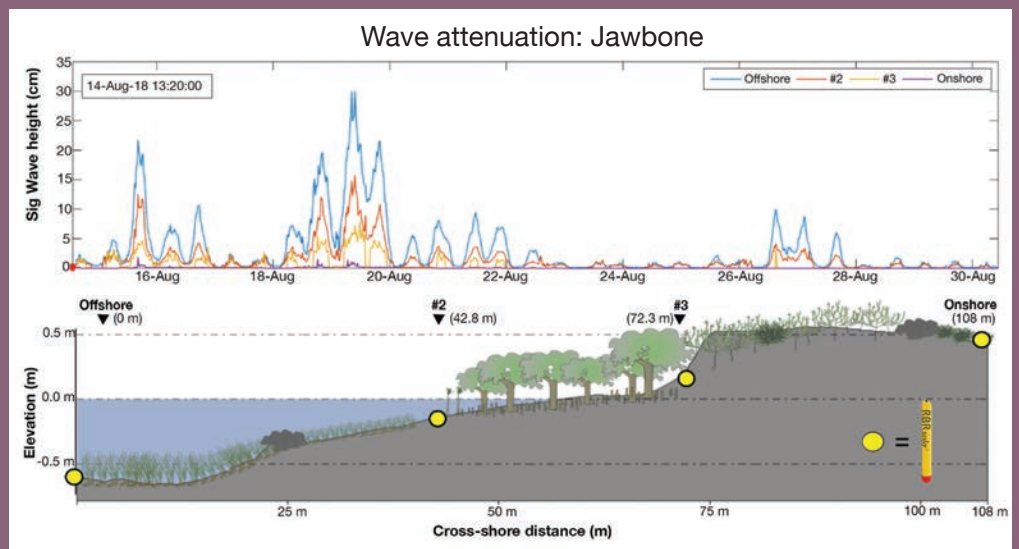 Wave attenuation: Jawbone
35
30
25
20
15
10
5
0
Sig Wave height (cm)
14-Aug-18 13:20:00
Offshore #2 #3 Onshore
16-Aug 18-Aug 20-Aug 22-Aug 24-Aug 26-Aug 28-Aug 30-Aug
Offshore #2 #3 Onshore
(0 m) (42.8 m) (72.3 m) (108 m)
0.5 m
0.0 m
-0.5 m
Elevation (m)
=
RBR
25 m 50 m 75 m 100 m 108 m
Cross-shore distance (m)